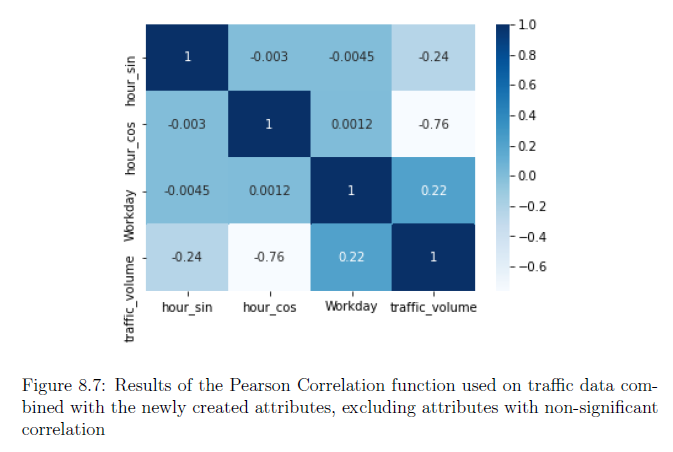 1.0
hour_sin 1 -0.003 -0.0045 -0.24
0.8
0.6
hour_cos -0.003 1 0.0012 -0.76
0.4
0.2
0.0
Workday -0.0045 0.0012 1 0.22
−0.2
−0.4
traffic_volume -0.24 -0.76 0.22 1
−0.6
hour_sin hour_cos Workday traffic_volume
Figure 8.7: Results of the Pearson Correlation function used on traffic data com-
bined with the newly created attributes, excluding attributes with non-significant
correlation